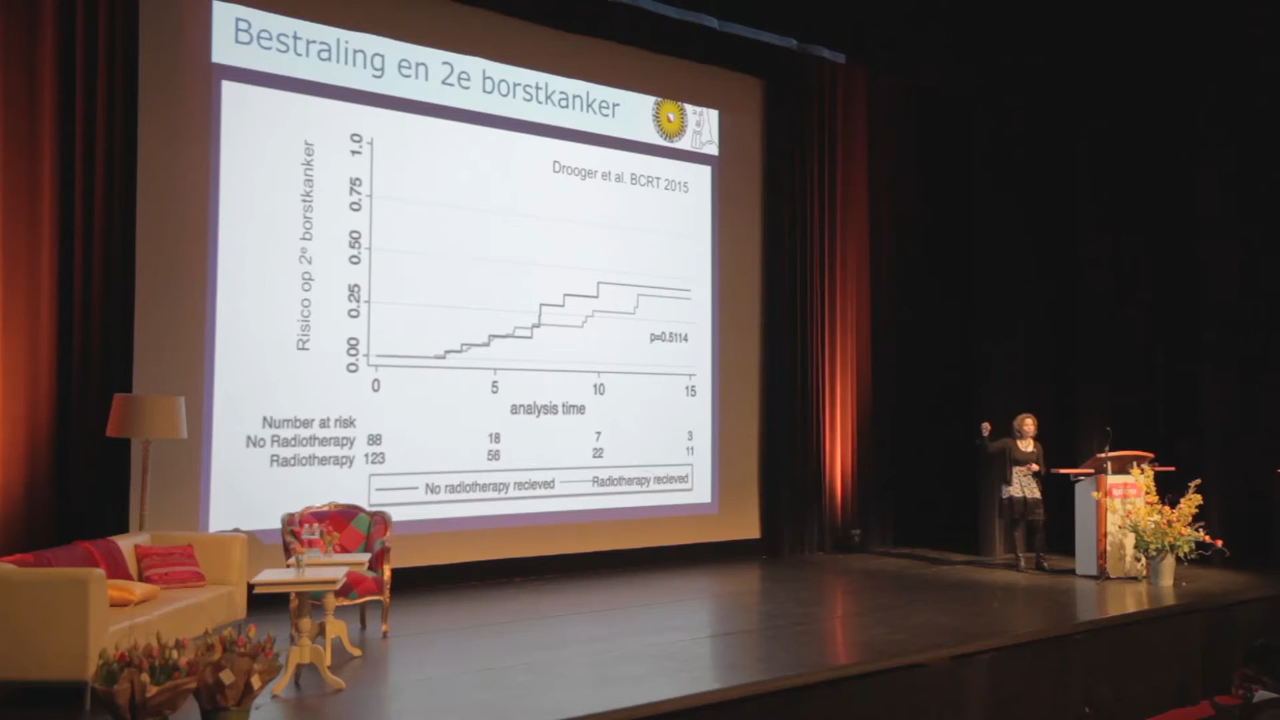 Bestraling en 2e borstkanker
Drooger et al. BCRT 2015
Risico op 2e borstkanker
1.0
0.75
0.50
0.25
0.00
p=0.5114
0 5 10 15
analysis time
Number at risk
No Radiotherapy 88 18 7 3
Radiotherapy 123 56 22 11
No radiotherapy recieved Radiotherapy recieved